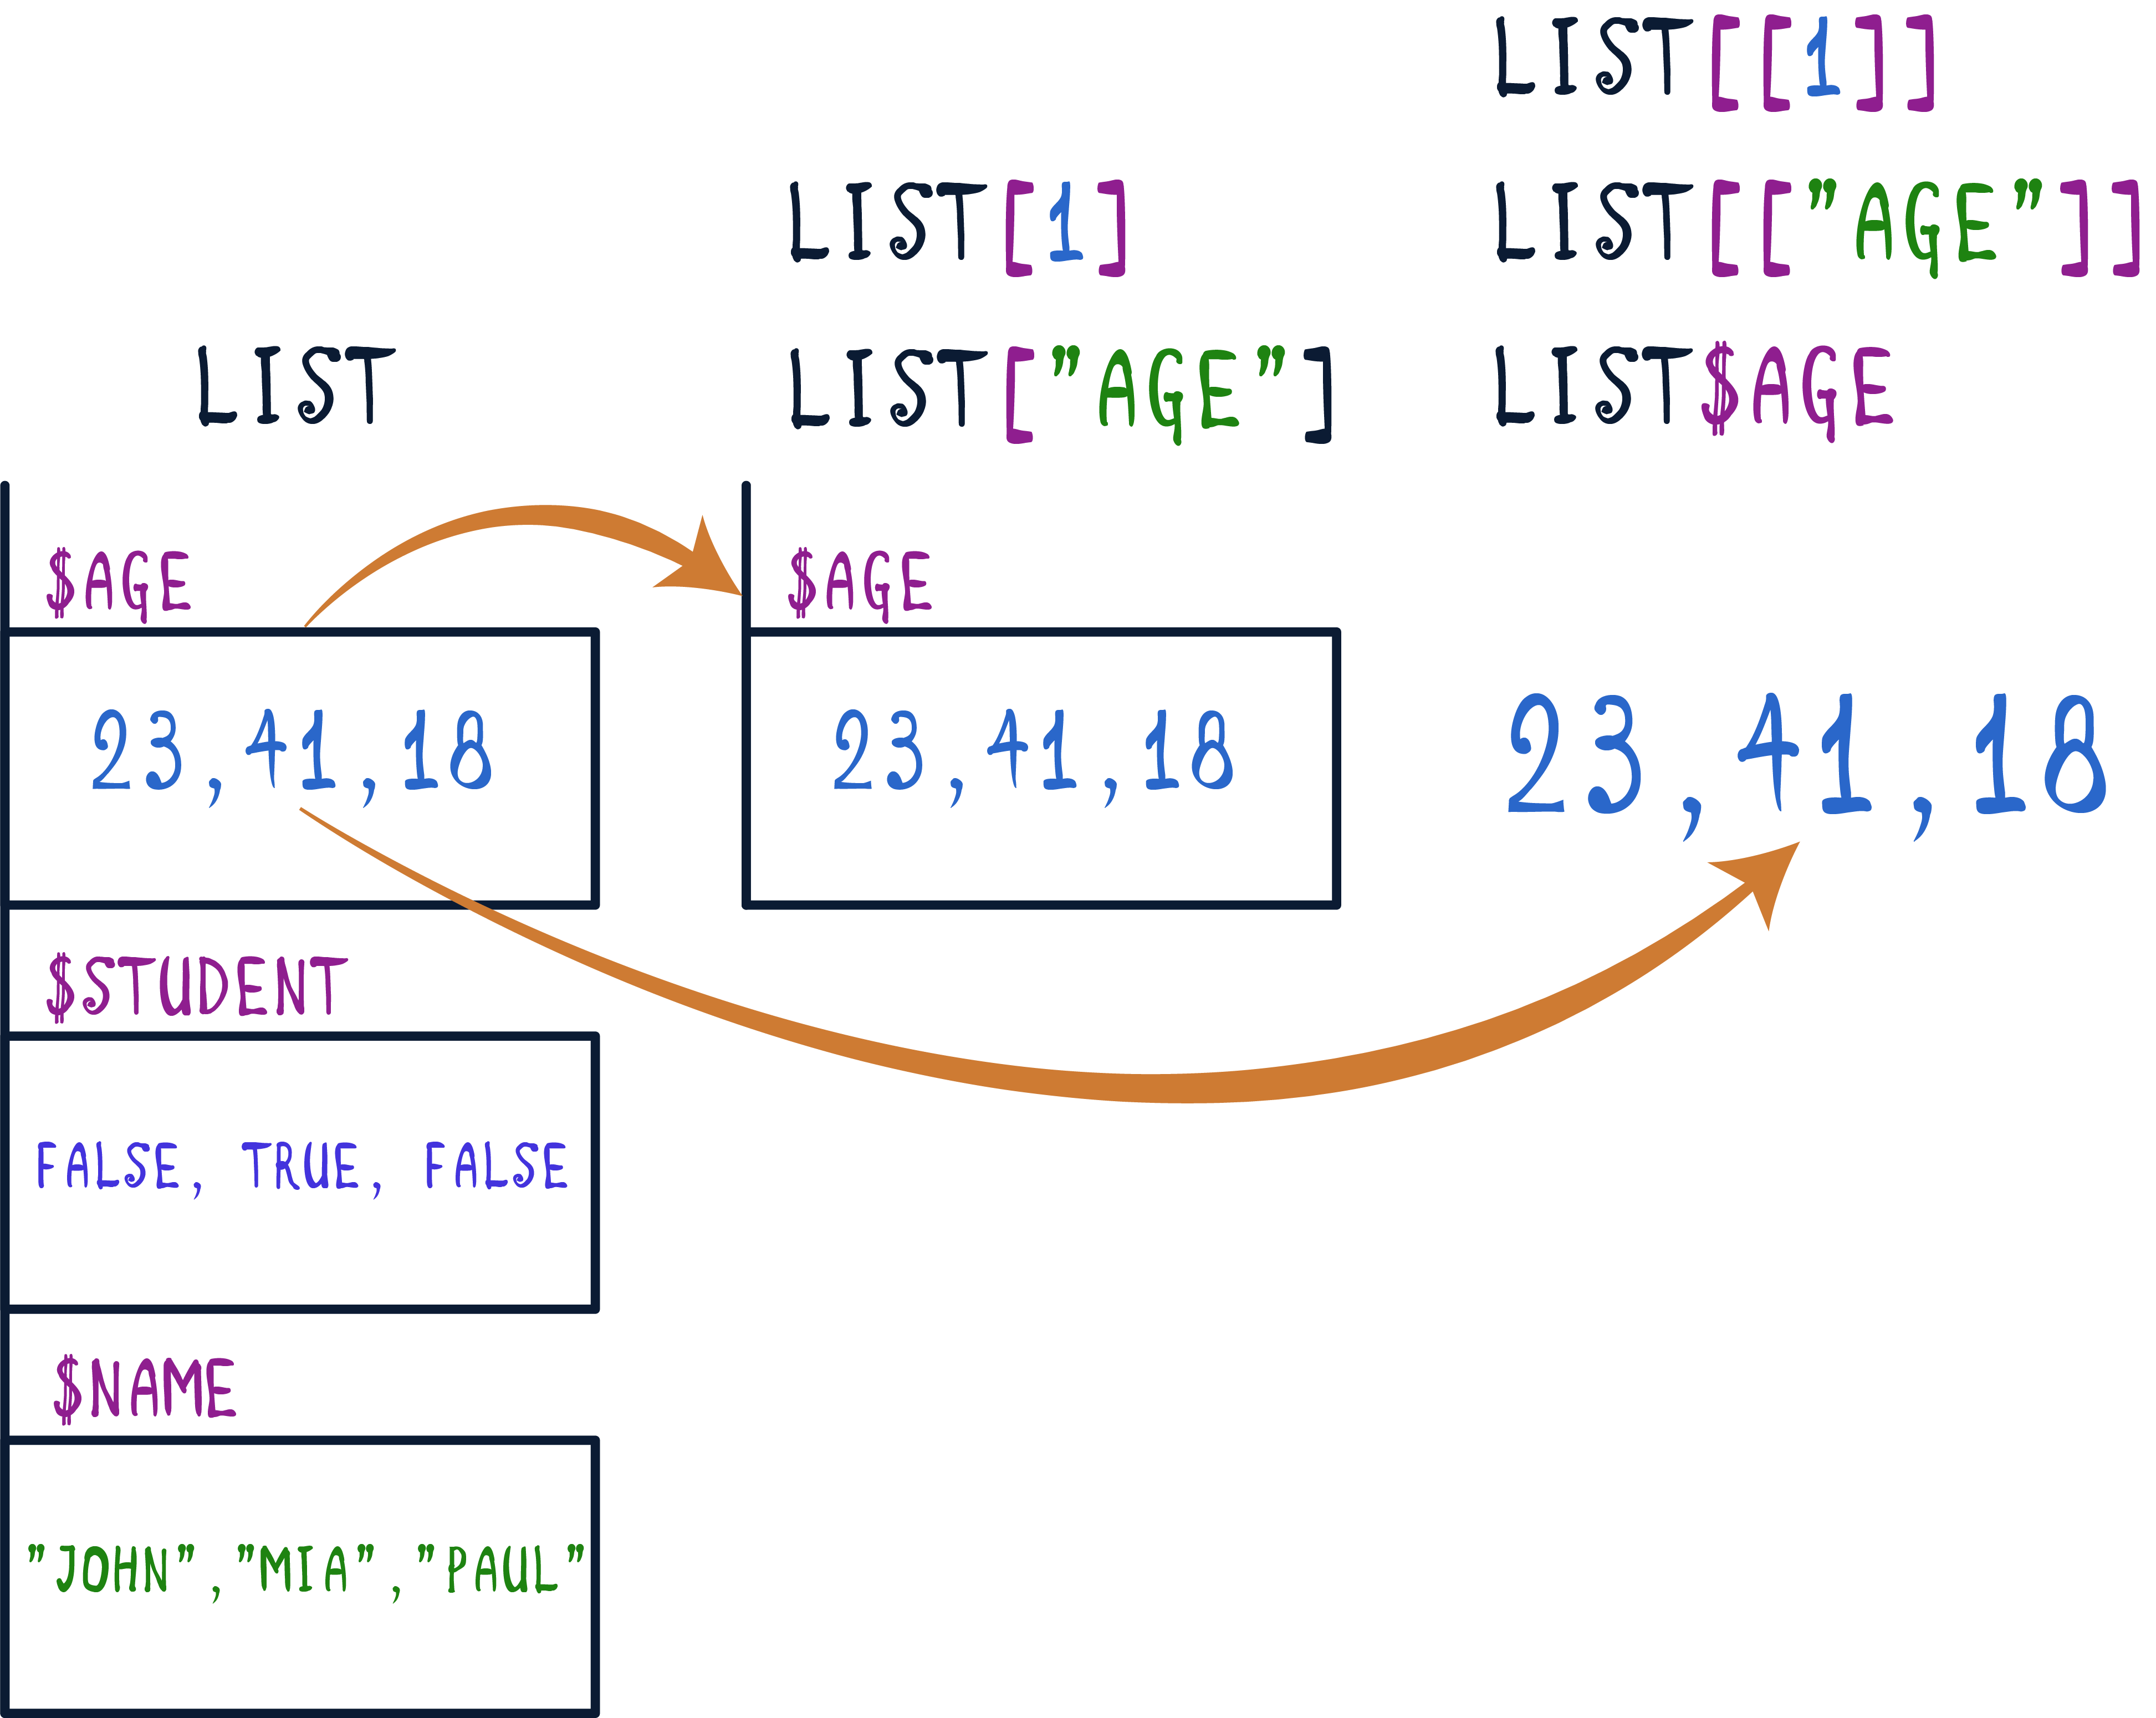 LIST[[1]]
LIST[1]
LIST[["AGE"]]
LIST
LIST["AGE"]
LIST$AGE
$AGE
$AGE
23, 41, 18
23, 41, 18
23, 41, 18
$STUDENT
FALSE, TRUE, FALSE
$NAME
"JOHN", "MIA", "PAUL"